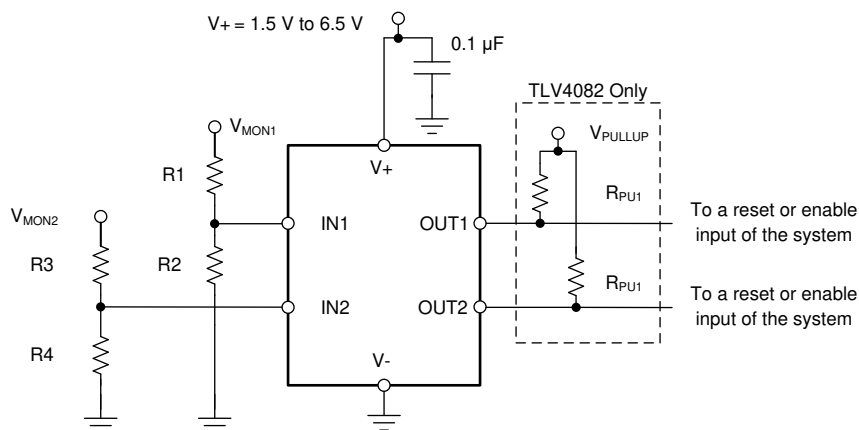 V+ = 1.5 V to 6.5 V
0.1 µF
TLV4082 Only
VMON1
VPULLUP
R1
V+
RPU1
VMON2
IN1
OUT1
To a reset or enable
input of the system
R3
R2
RPU1
IN2
OUT2
To a reset or enable
input of the system
R4
V-